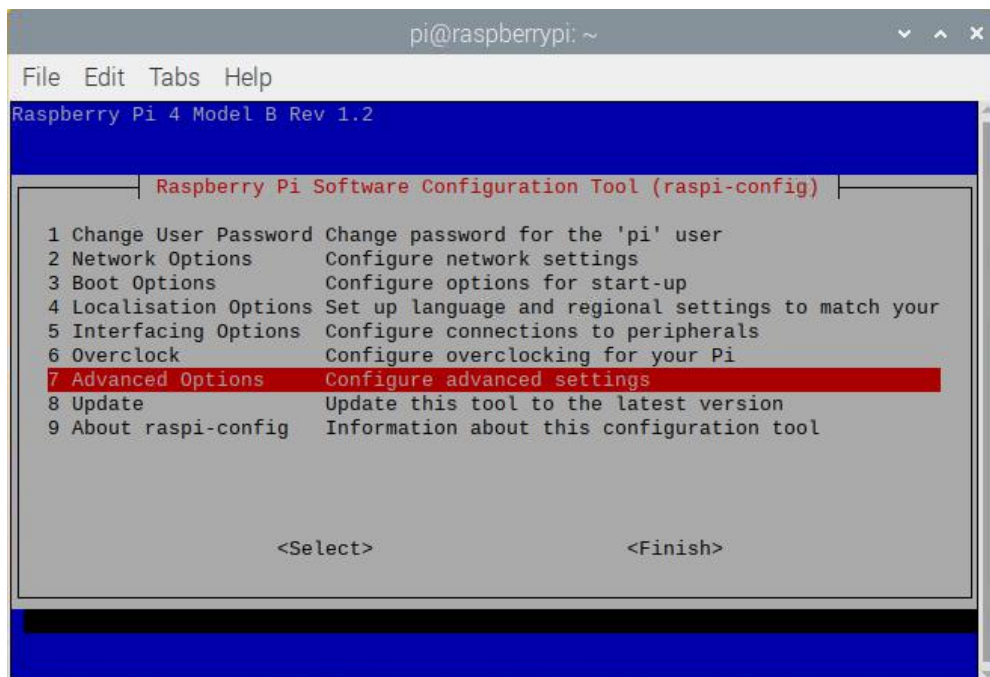 pi@raspberrypi: ~
File Edit Tabs Help
Raspberry Pi 4 Model B Rev 1.2
Raspberry Pi Software Configuration Tool (raspi-config)
1 Change User Password Change password for the 'pi' user
2 Network Options Configure network settings
3 Boot Options Configure options for start-up
4 Localisation Options Set up language and regional settings to match your
5 Interfacing Options Configure connections to peripherals
6 Overclock Configure overclocking for your Pi
7 Advanced Options Configure advanced settings
8 Update Update this tool to the latest version
9 About raspi-config Information about this configuration tool
<Select> <Finish>